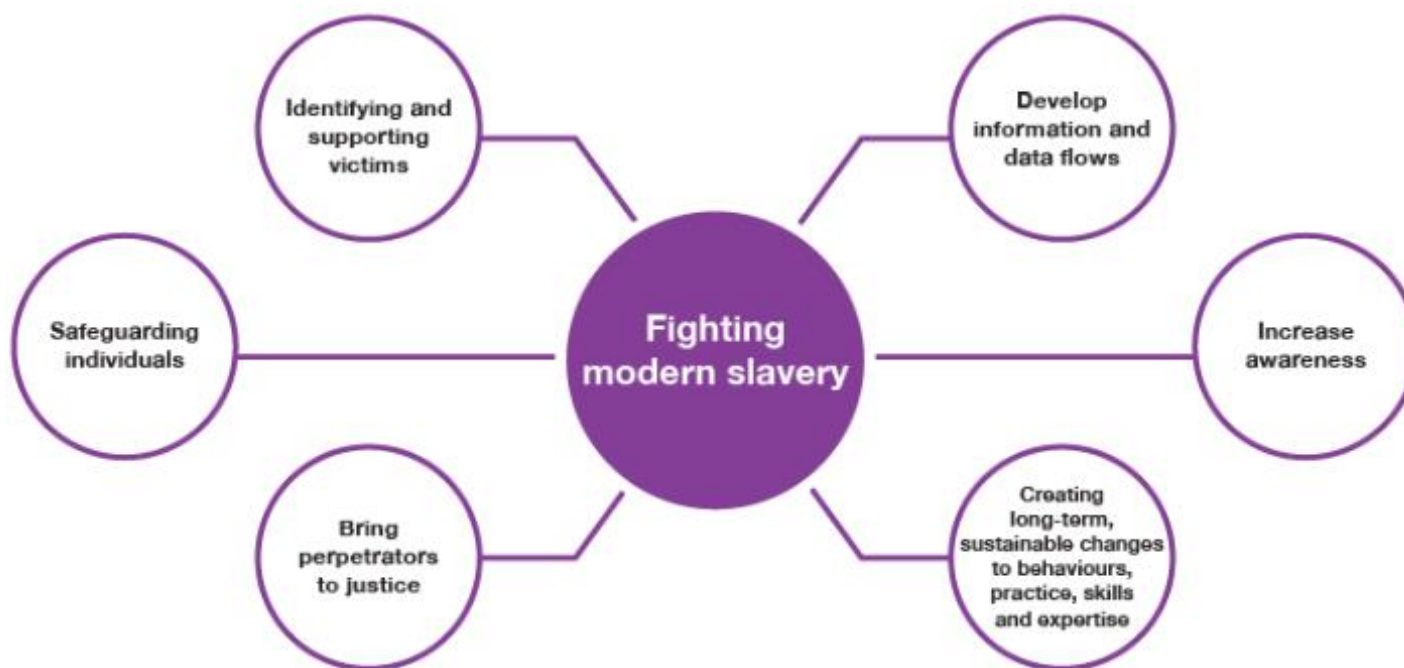 Identifying and
supporting
victims
Develop
information and
data flows
Safeguarding
individuals
Fighting
modern slavery
Increase
awareness
Bring
perpetrators
to justice
Creating
long-term,
sustainable changes
to behaviours,
practice, skills
and expertise